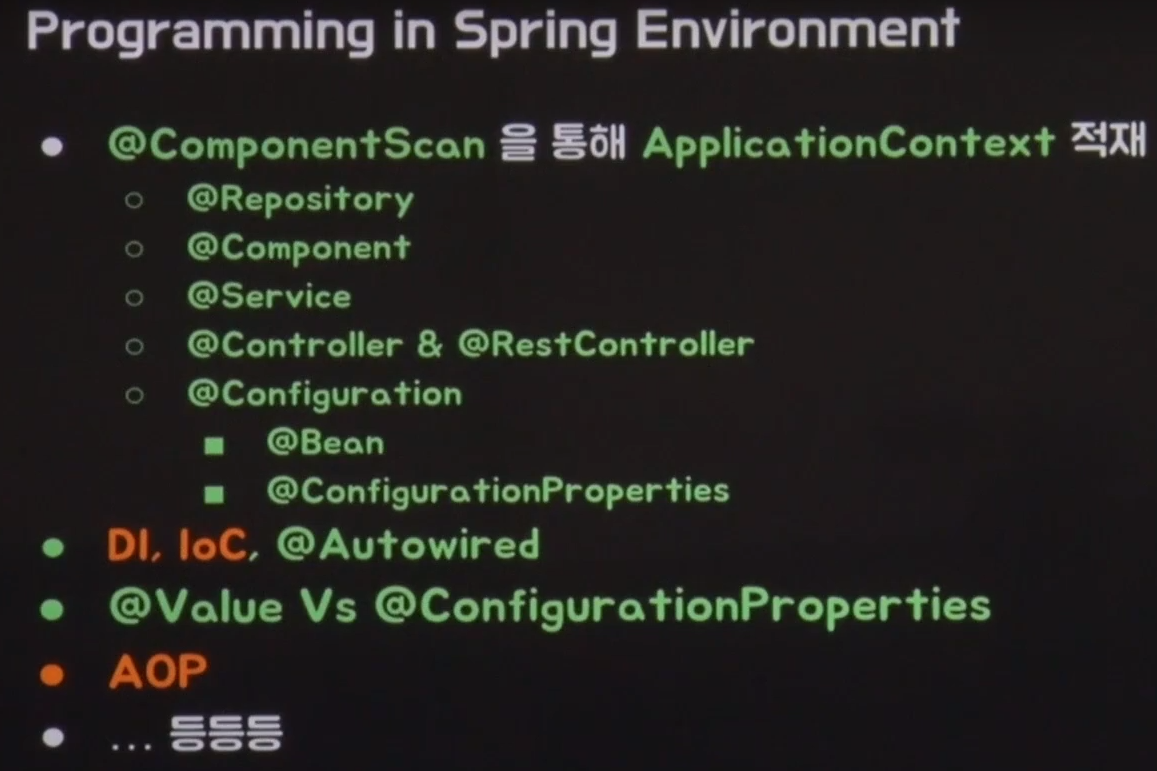 Programming in Spring Environment
● @ComponentScan 을 통해 ApplicationContext 적재
○ @Repository
○ @Component
○ @Service
○ @Controller & @RestController
○ @Configuration
■ @Bean
■ @ConfigurationProperties
● DI, IoC, @Autowired
● @Value Vs @ConfigurationProperties
● AOP
● ... 등등등